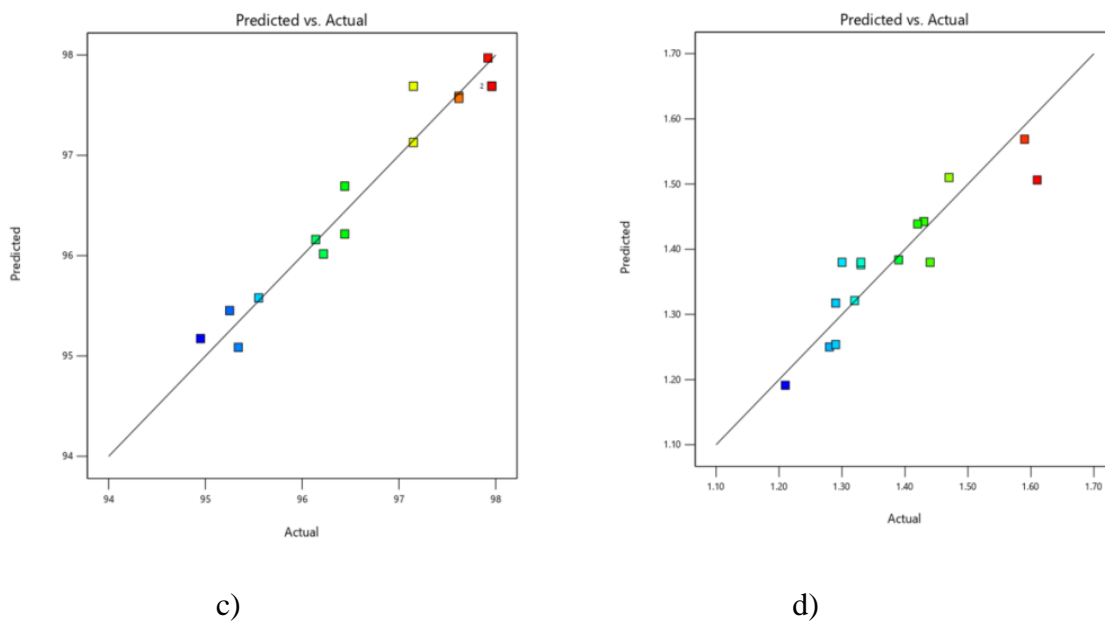 Predicted vs. Actual
98
97
96
95
94
Predicted
2
94 95 96 97 98
Actual
c)
Predicted vs. Actual
1.70
1.60
1.50
1.40
1.30
1.20
1.10
Predicted
1.10 1.20 1.30 1.40 1.50 1.60 1.70
Actual
d)